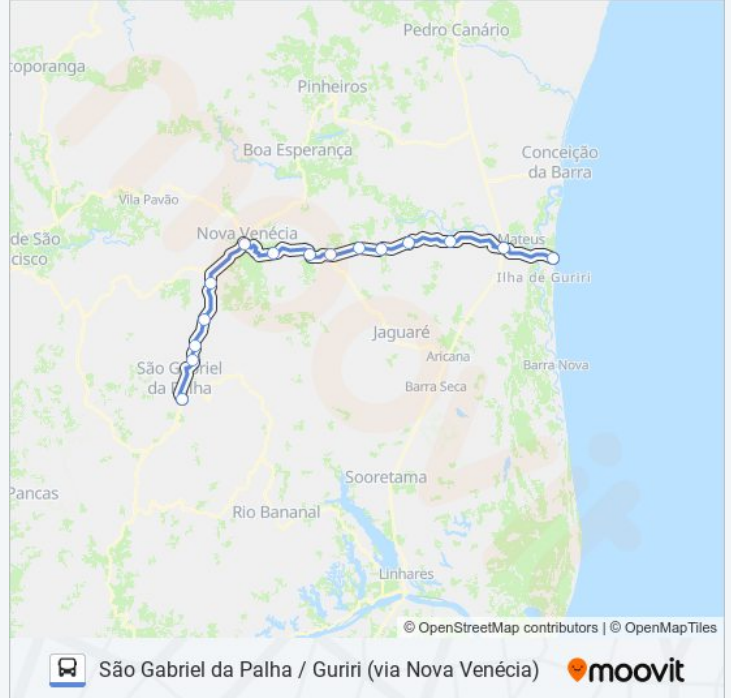 Pedro Canário
toporanga
Pinheiros
Boa Esperança
Conceição
da Barra
Vila Pavão
Nova Venécia
de São
cisco
Mateus
Ilha de Guriri
Jaguaré
Aricana
São Gabriel
da Palha
Barra Nova
Barra Seca
Sooretama
Pancas
Rio Bananal
Linhares
© OpenStreetMap contributors | © OpenMapTiles
São Gabriel da Palha / Guriri (via Nova Venécia)
moovit